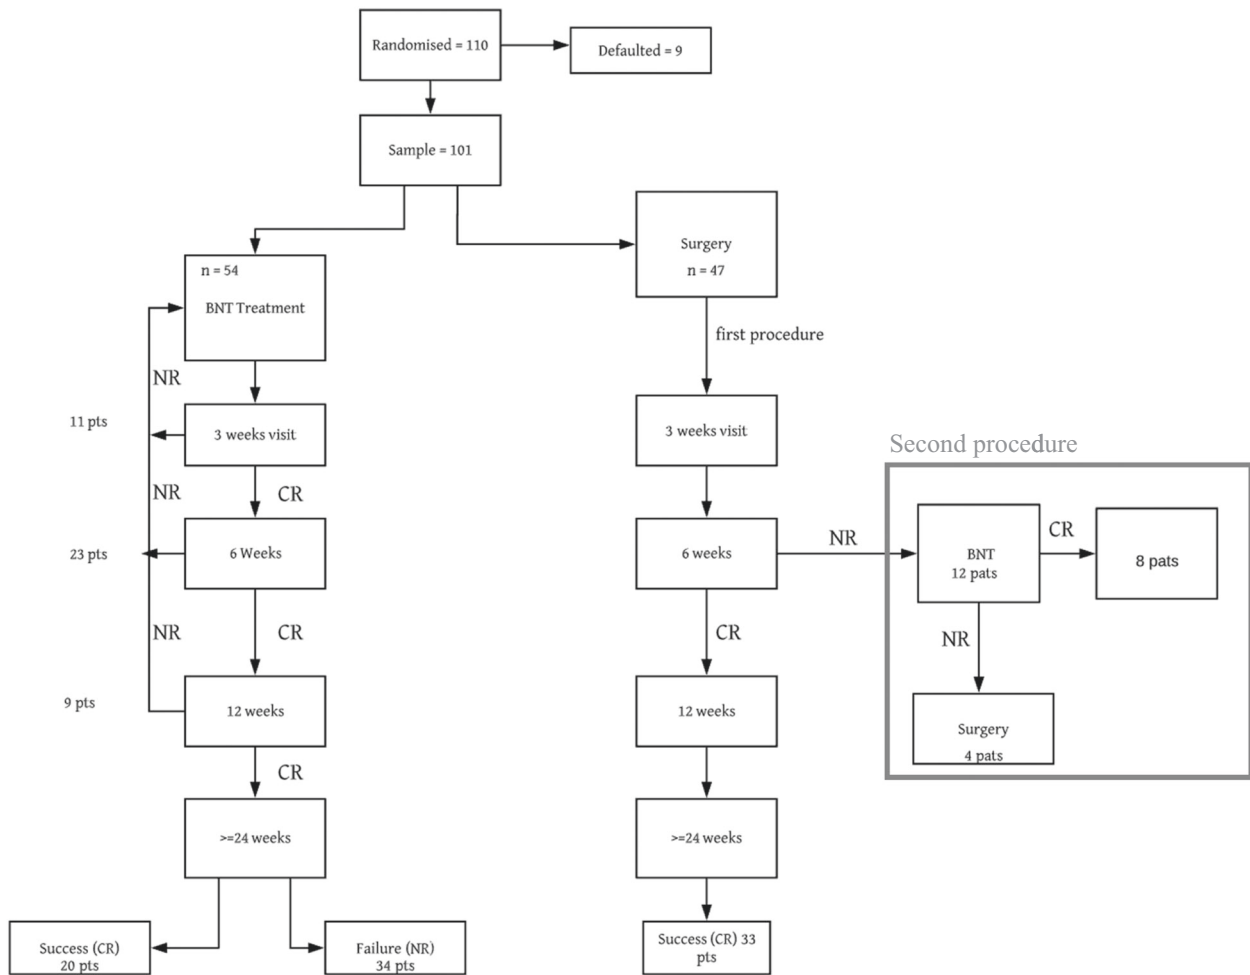 Randomised = 110
Defaulted = 9
Sample = 101
n = 54
BNT Treatment
Surgery
n = 47
first procedure
NR
11 pts
3 weeks visit
NR
CR
23 pts
6 Weeks
NR
CR
9 pts
12 weeks
CR
>=24 weeks
Success (CR)
20 pts
Failure (NR)
34 pts
3 weeks visit
6 weeks
NR
CR
12 weeks
>=24 weeks
Success (CR) 33
pts
Second procedure
BNT
12 pats
CR
8 pats
NR
Surgery
4 pats